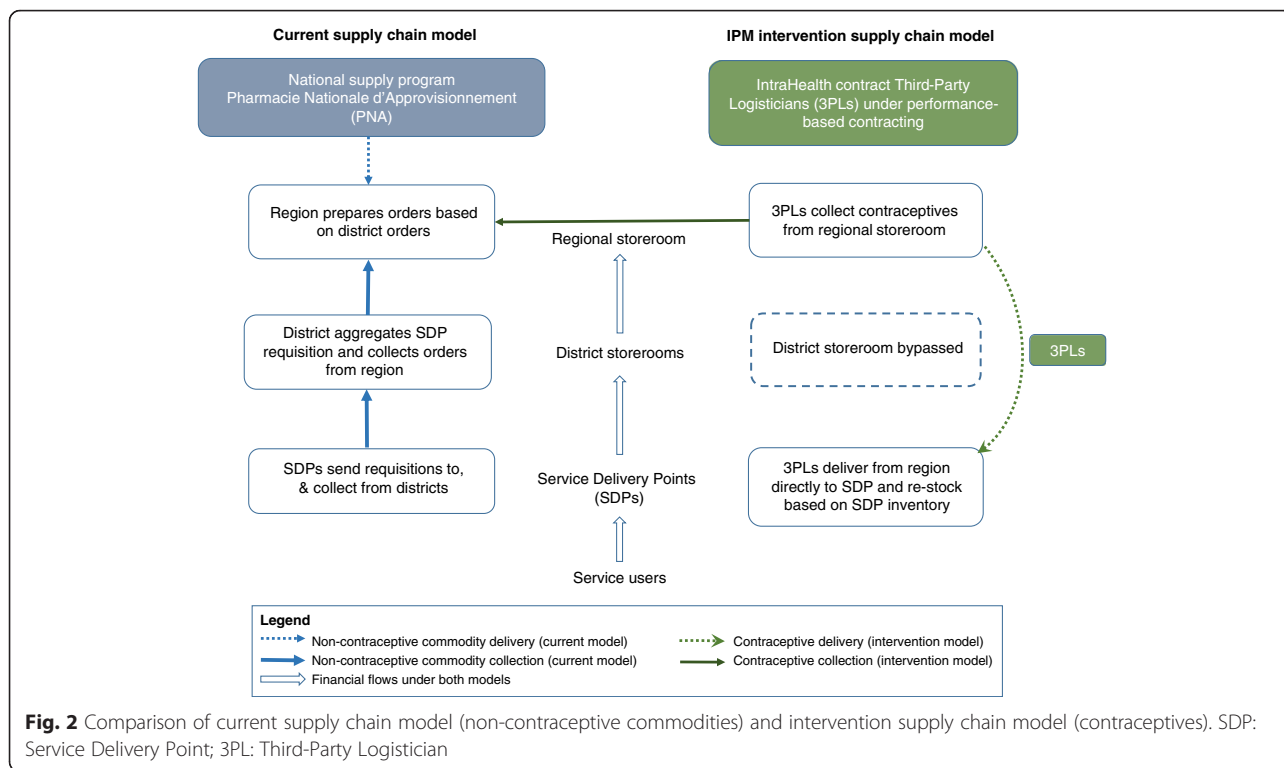 Current supply chain model
IPM intervention supply chain model
National supply program
Pharmacie Nationale d'Approvisionnement
(PNA)
IntraHealth contract Third-Party
Logisticians (3PLs) under performance-
based contracting
Region prepares orders based
on district orders
Regional storeroom
3PLs collect contraceptives
from regional storeroom
District aggregates SDP
requisition and collects orders
from region
District storerooms
District storeroom bypassed
3PLs
SDPs send requisitions to,
& collect from districts
Service Delivery Points
(SDPs)
3PLs deliver from region
directly to SDP and re-stock
based on SDP inventory
Service users
Legend
Non-contraceptive commodity delivery (current model)
Non-contraceptive commodity collection (current model)
Financial flows under both models
Contraceptive delivery (intervention model)
Contraceptive collection (intervention model)
Fig. 2 Comparison of current supply chain model (non-contraceptive commodities) and intervention supply chain model (contraceptives). SDP:
Service Delivery Point; 3PL: Third-Party Logistician